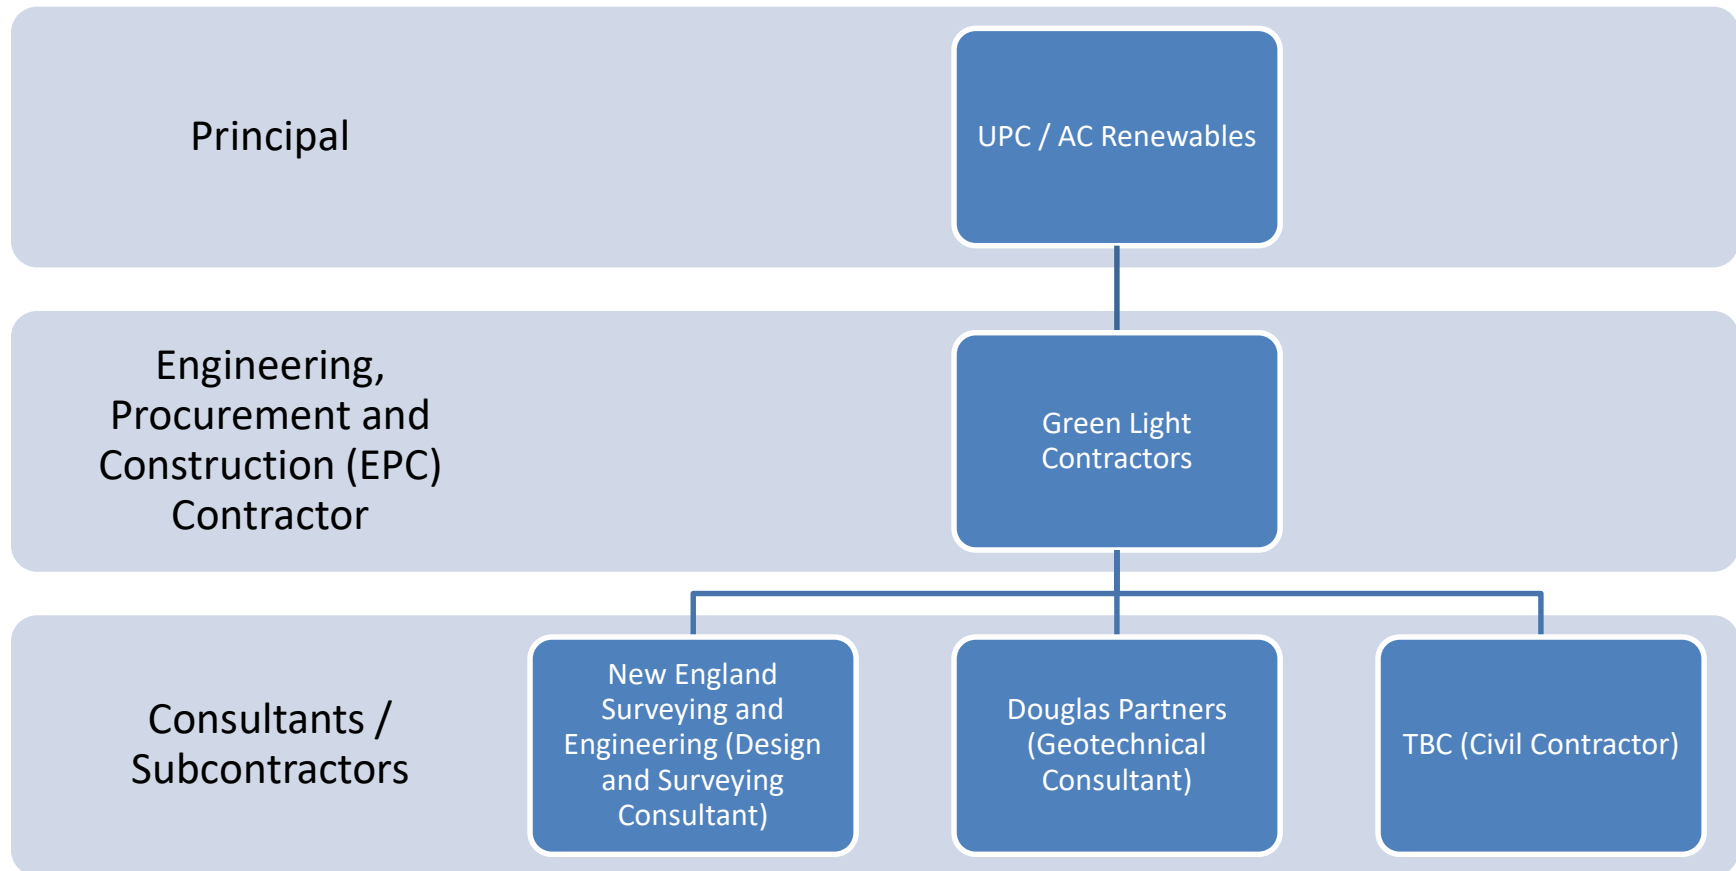 Principal
UPC / AC Renewables
Engineering,
Procurement and
Construction (EPC)
Contractor
Green Light
Contractors
Consultants /
Subcontractors
New England
Surveying and
Engineering (Design
and Surveying
Consultant)
Douglas Partners
(Geotechnical
Consultant)
TBC (Civil Contractor)